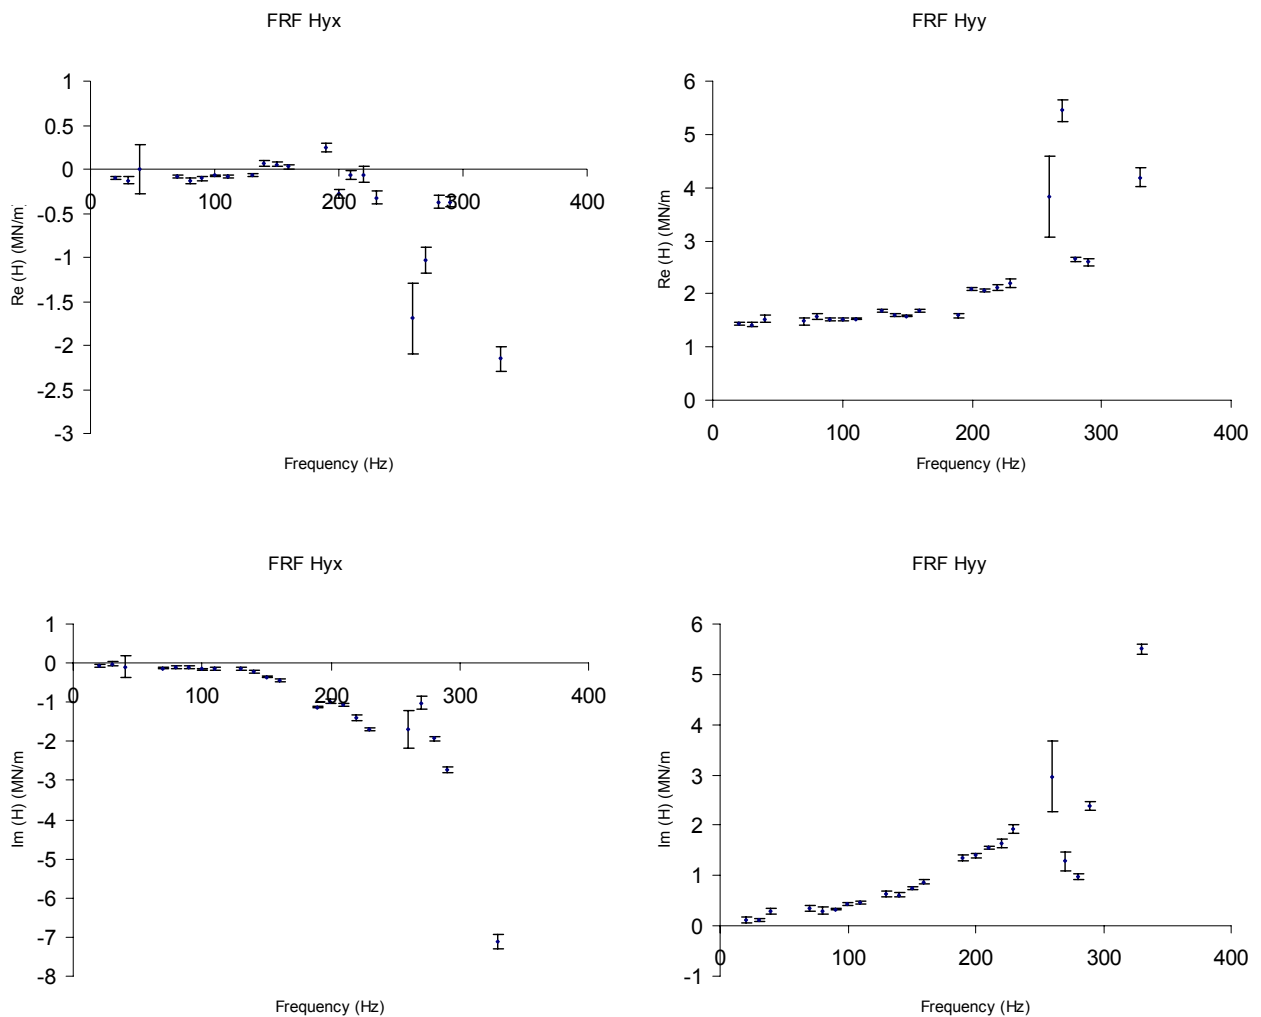 FRF Hyx
1
0.5
0
-0.5
-1
-1.5
-2
-2.5
-3
0 100 200 300 400
Re (H) (MN/m)
Frequency (Hz)
FRF Hyy
6
5
4
3
2
1
0
0 100 200 300 400
Re (H) (MN/m
Frequency (Hz)
FRF Hyx
1
0
-1
-2
-3
-4
-5
-6
-7
-8
0 100 200 300 400
Im (H) (MN/m
Frequency (Hz)
FRF Hyy
6
5
4
3
2
1
0
-1
0 100 200 300 400
Im (H) (MN/m
Frequency (Hz)